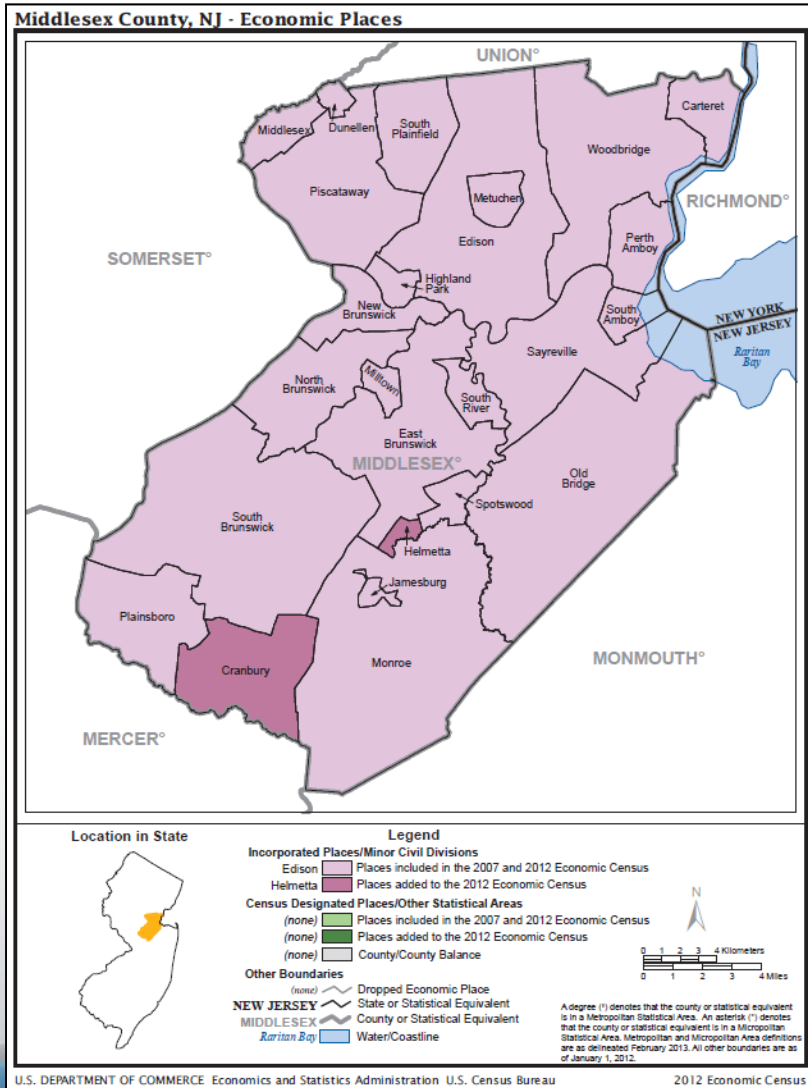 Middlesex County, NJ - Economic Places
UNION°
Carteret
Middlesex
Dunellen
South
Plainfield
Woodbridge
Piscataway
Metuchen
RICHMOND°
Edison
Perth
Amboy
SOMERSET°
Highland
Park
New
Brunswick
South
Amboy
NEW YORK
NEW JERSEY
Raritan
Bay
Sayreville
North
Brunswick
Milltown
South
River
East
Brunswick
MIDDLESEX°
Old
Bridge
Spotswood
South
Brunswick
Helmetta
Jamesburg
Plainsboro
Cranbury
Monroe
MONMOUTH°
MERCER°
Location in State
Legend
Incorporated Places/Minor Civil Divisions
Edison Places included in the 2007 and 2012 Economic Census
Helmetta Places added to the 2012 Economic Census
Census Designated Places/Other Statistical Areas
(none) Places included in the 2007 and 2012 Economic Census
(none) Places added to the 2012 Economic Census
(none) County/County Balance
Other Boundaries
(none) Dropped Economic Place
NEW JERSEY State or Statistical Equivalent
MIDDLESEX County or Statistical Equivalent
Raritan Bay Water/Coastline
N
0 1 2 3 4 Kilometers
0 1 2 3 4 Miles
A degree (°) denotes that the county or statistical equivalent
is in a Metropolitan Statistical Area. An asterisk (*) denotes
that the county or statistical equivalent is in a Micropolitan
Statistical Area. Metropolitan and Micropolitan Area definitions
are as delineated February 2013. All other boundaries are as
of January 1, 2012.
U.S. DEPARTMENT OF COMMERCE Economics and Statistics Administration U.S. Census Bureau
2012 Economic Census